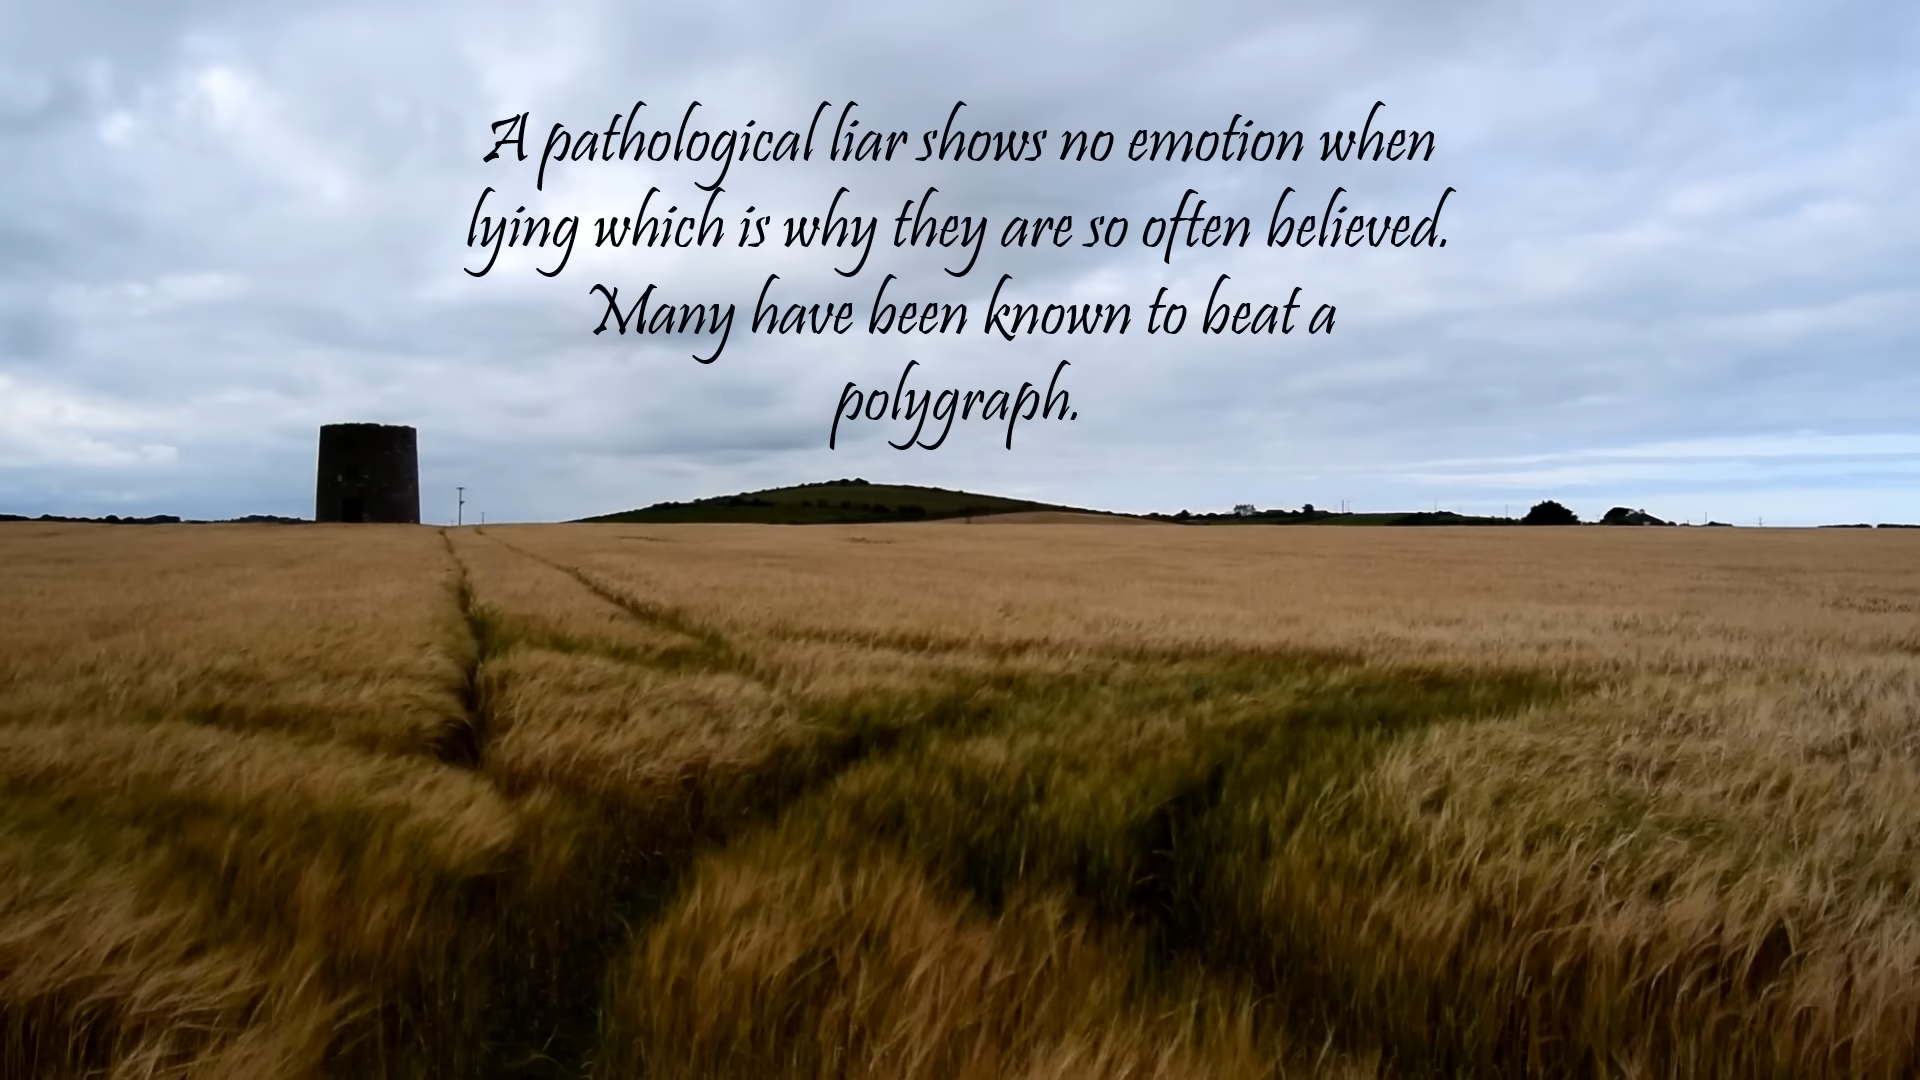 A pathological liar shows no emotion when
lying which is why they are so often believed.
Many have been known to beat a
polygraph.